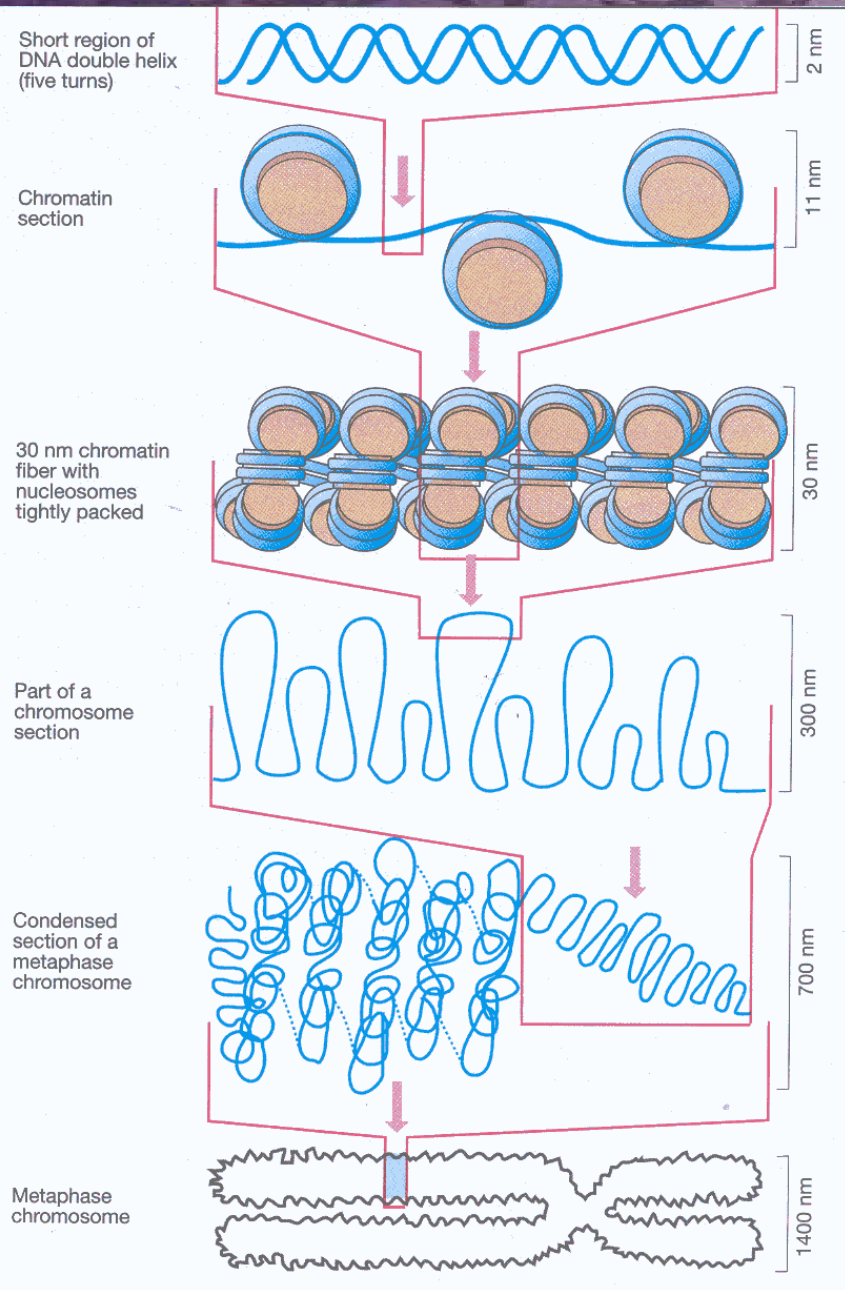 Short region of
DNA double helix
(five turns)
2 nm
Chromatin
section
11 nm
30 nm chromatin
fiber with
nucleosomes
tightly packed
30 nm
Part of a
chromosome
section
300 nm
Condensed
section of a
metaphase
chromosome
700 nm
Metaphase
chromosome
1400 nm